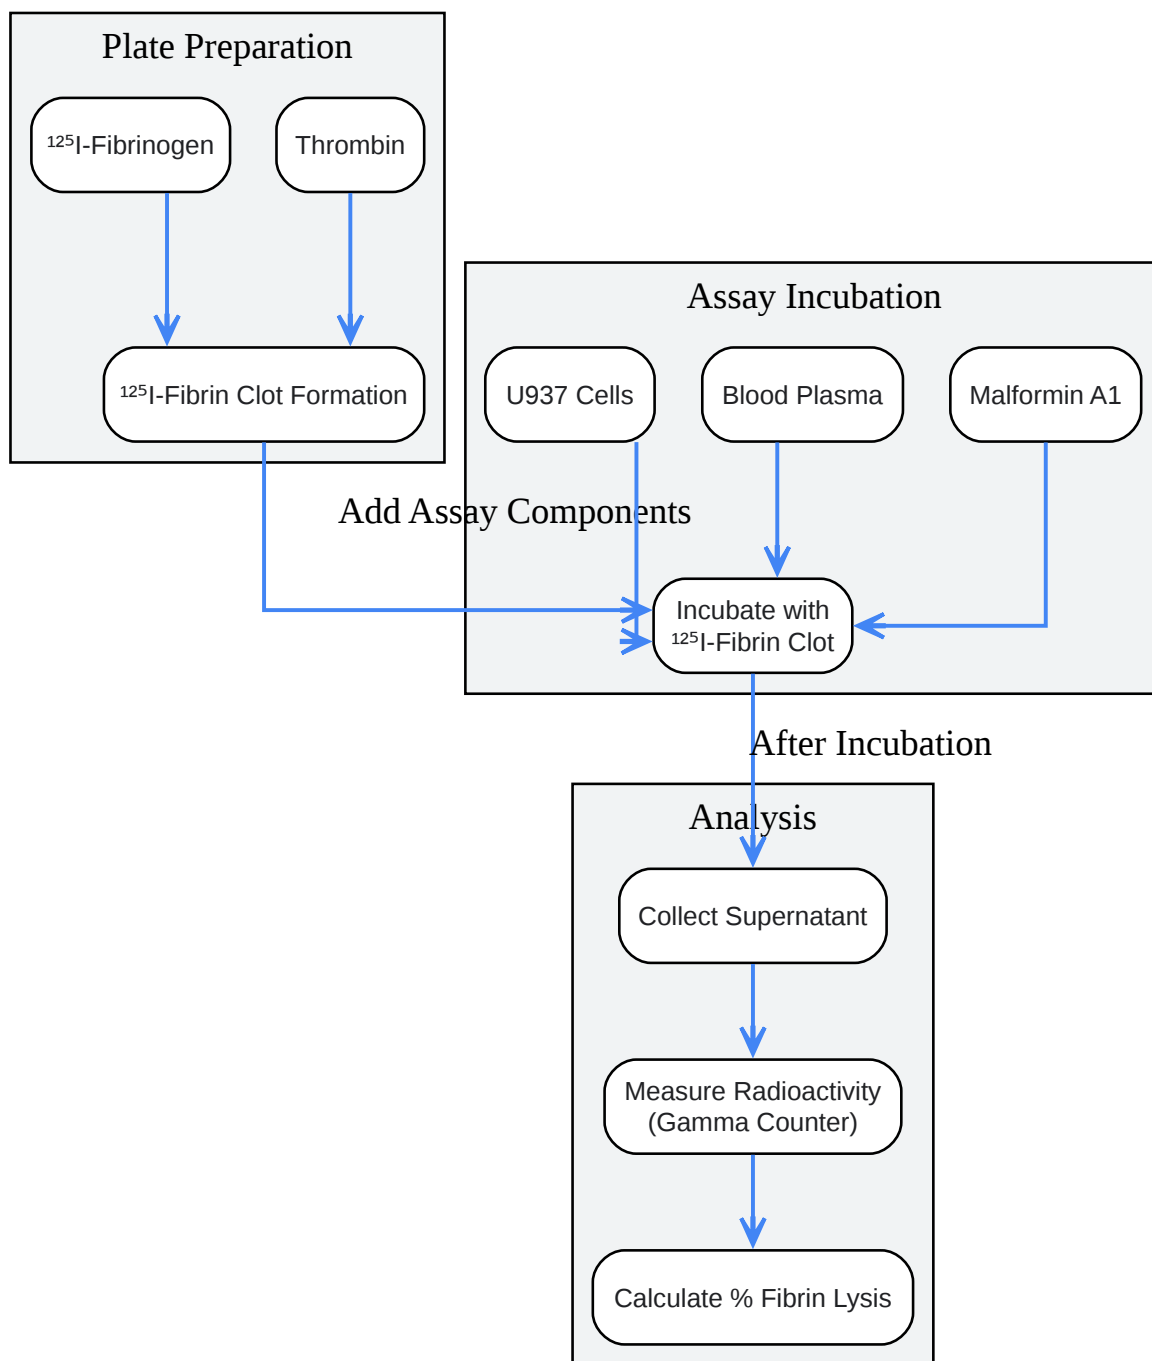 Plate Preparation
¹²⁵I-Fibrinogen
Thrombin
¹²⁵I-Fibrin Clot Formation
Assay Incubation
U937 Cells
Blood Plasma
Malformin A1
Add Assay Components
Incubate with
¹²⁵I-Fibrin Clot
After Incubation
Analysis
Collect Supernatant
Measure Radioactivity
(Gamma Counter)
Calculate % Fibrin Lysis